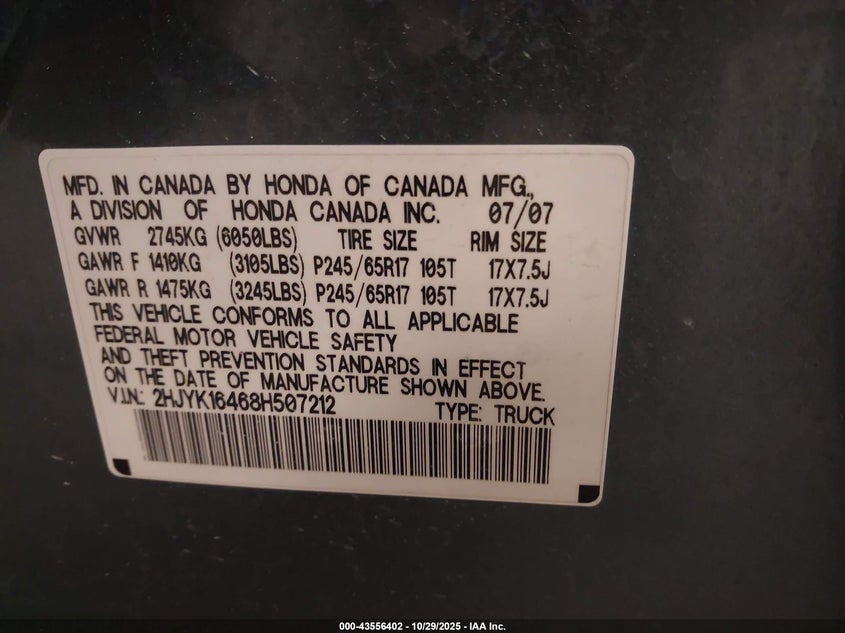 MFD. IN CANADA BY HONDA OF CANADA MFG.,
A DIVISION OF HONDA CANADA INC. 07/07
GVWR 2745KG (6050LBS) TIRE SIZE RIM SIZE
GAWR F 1410KG (3105LBS) P245/65R17 105T 17X7.5J
GAWR R 1475KG (3245LBS) P245/65R17 105T 17X7.5J
THIS VEHICLE CONFORMS TO ALL APPLICABLE
FEDERAL MOTOR VEHICLE SAFETY
AND THEFT PREVENTION STANDARDS IN EFFECT
ON THE DATE OF MANUFACTURE SHOWN ABOVE.
V.I.N.: 2HJYK16468H507212 TYPE: TRUCK
000-43556402 - 10/29/2025 - IAA Inc.